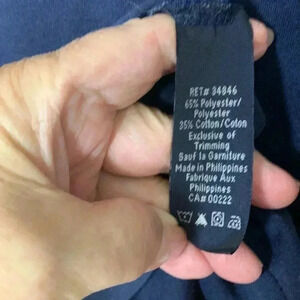 RET# 34846
65% Polyester/
Polyester
35% Cotton/Coton
Exclusive of
Trimming
Sauf la Garniture
Made in Philippines
Fabrique Aux
Philippines
CA# 00222